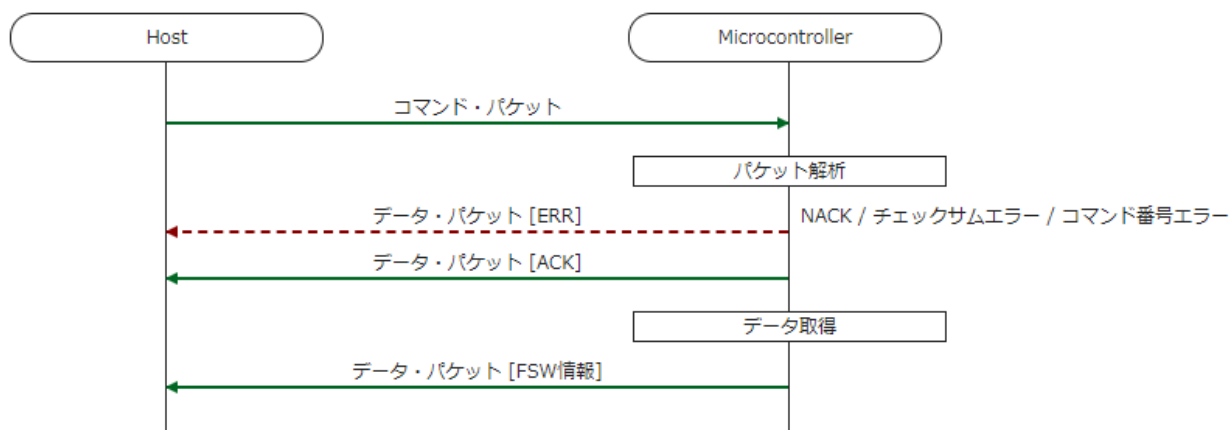 Host
Microcontroller
コマンド・パケット
パケット解析
データ・パケット [ERR]
NACK / チェックサムエラー / コマンド番号エラー
データ・パケット [ACK]
データ取得
データ・パケット [FSW情報]